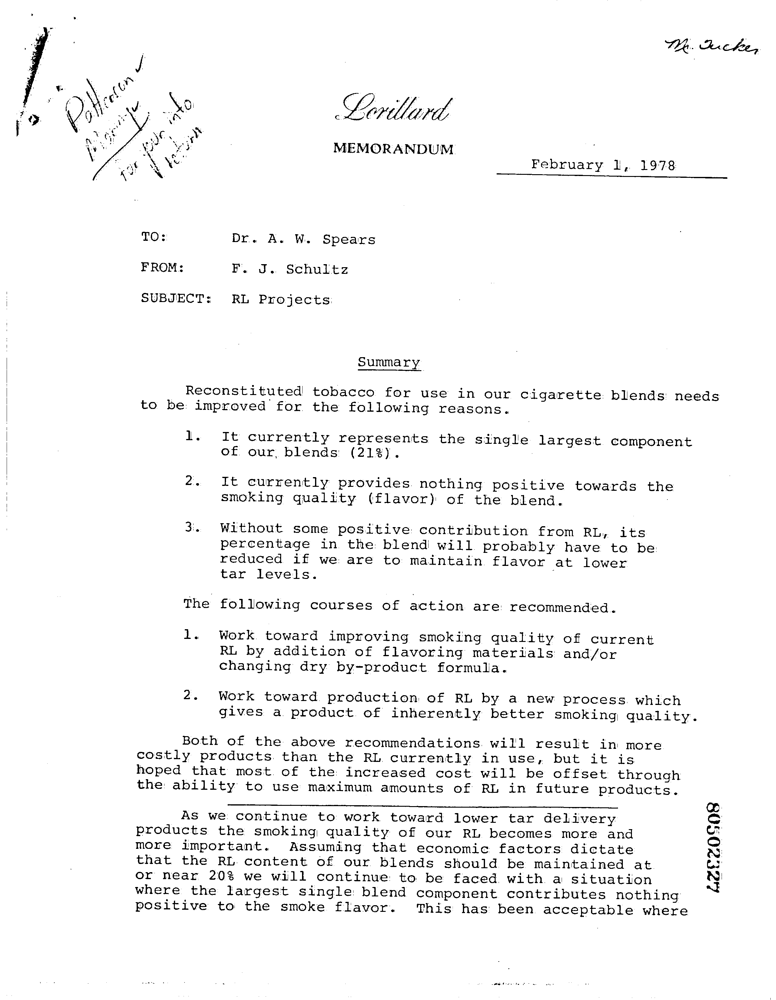 Mr. Tucker
for your info
return
Lorillard
MEMORANDUM
February 1, 1978
TO: Dr. A. W. Spears
FROM: F. J. Schultz
SUBJECT: RL Projects
Summary
Reconstituted tobacco for use in our cigarette blends needs
to be improved for the following reasons.
1. It currently represents the single largest component
of our blends (21%).
2. It currently provides nothing positive towards the
smoking quality (flavor) of the blend.
3. Without some positive contribution from RL, its
percentage in the blend will probably have to be
reduced if we are to maintain flavor at lower
tar levels.
The following courses of action are recommended.
1. Work toward improving smoking quality of current
RL by addition of flavoring materials and/or
changing dry by-product formula.
2. Work toward production of RL by a new process which
gives a product of inherently better smoking quality.
Both of the above recommendations will result in more
costly products than the RL currently in use, but it is
hoped that most of the increased cost will be offset through
the ability to use maximum amounts of RL in future products.
As we continue to work toward lower tar delivery
products the smoking quality of our RL becomes more and
more important. Assuming that economic factors dictate
that the RL content of our blends should be maintained at
or near 20% we will continue to be faced with a situation
where the largest single blend component contributes nothing
positive to the smoke flavor. This has been acceptable where
80502327